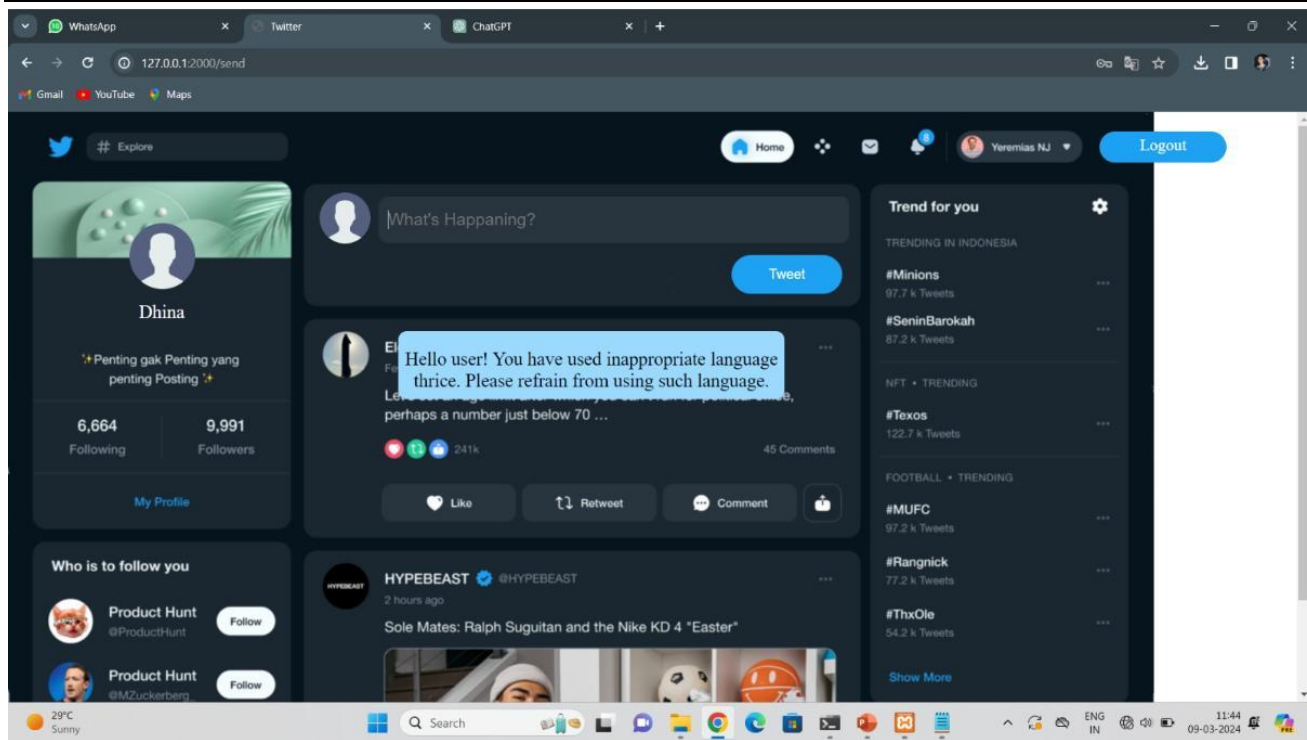 WhatsApp
Twitter
ChatGPT
127.0.0.1:2000/send
Gmail
YouTube
Maps
# Explore
Home
8
Yeremias NJ
Logout
Dhina
✨Penting gak Penting yang
penting Posting ✨
6,664
9,991
Following
Followers
My Profile
Who is to follow you
Product Hunt
@ProductHunt
Follow
Product Hunt
@MZuckerberg
Follow
What's Happaning?
Tweet
Hello user! You have used inappropriate language
thrice. Please refrain from using such language.
perhaps a number just below 70 ...
241k
45 Comments
Like
Retweet
Comment
HYPEBEAST
HYPEBEAST @HYPEBEAST
2 hours ago
Sole Mates: Ralph Suguitan and the Nike KD 4 "Easter"
Trend for you
TRENDING IN INDONESIA
#Minions
97.7 k Tweets
#SeninBarokah
87.2 k Tweets
NFT • TRENDING
#Texos
122.7 k Tweets
FOOTBALL • TRENDING
#MUFC
97.2 k Tweets
#Rangnick
77.2 k Tweets
#ThxOle
54.2 k Tweets
Show More
29°C
Sunny
Search
ENG
IN
11:44
09-03-2024
PRE